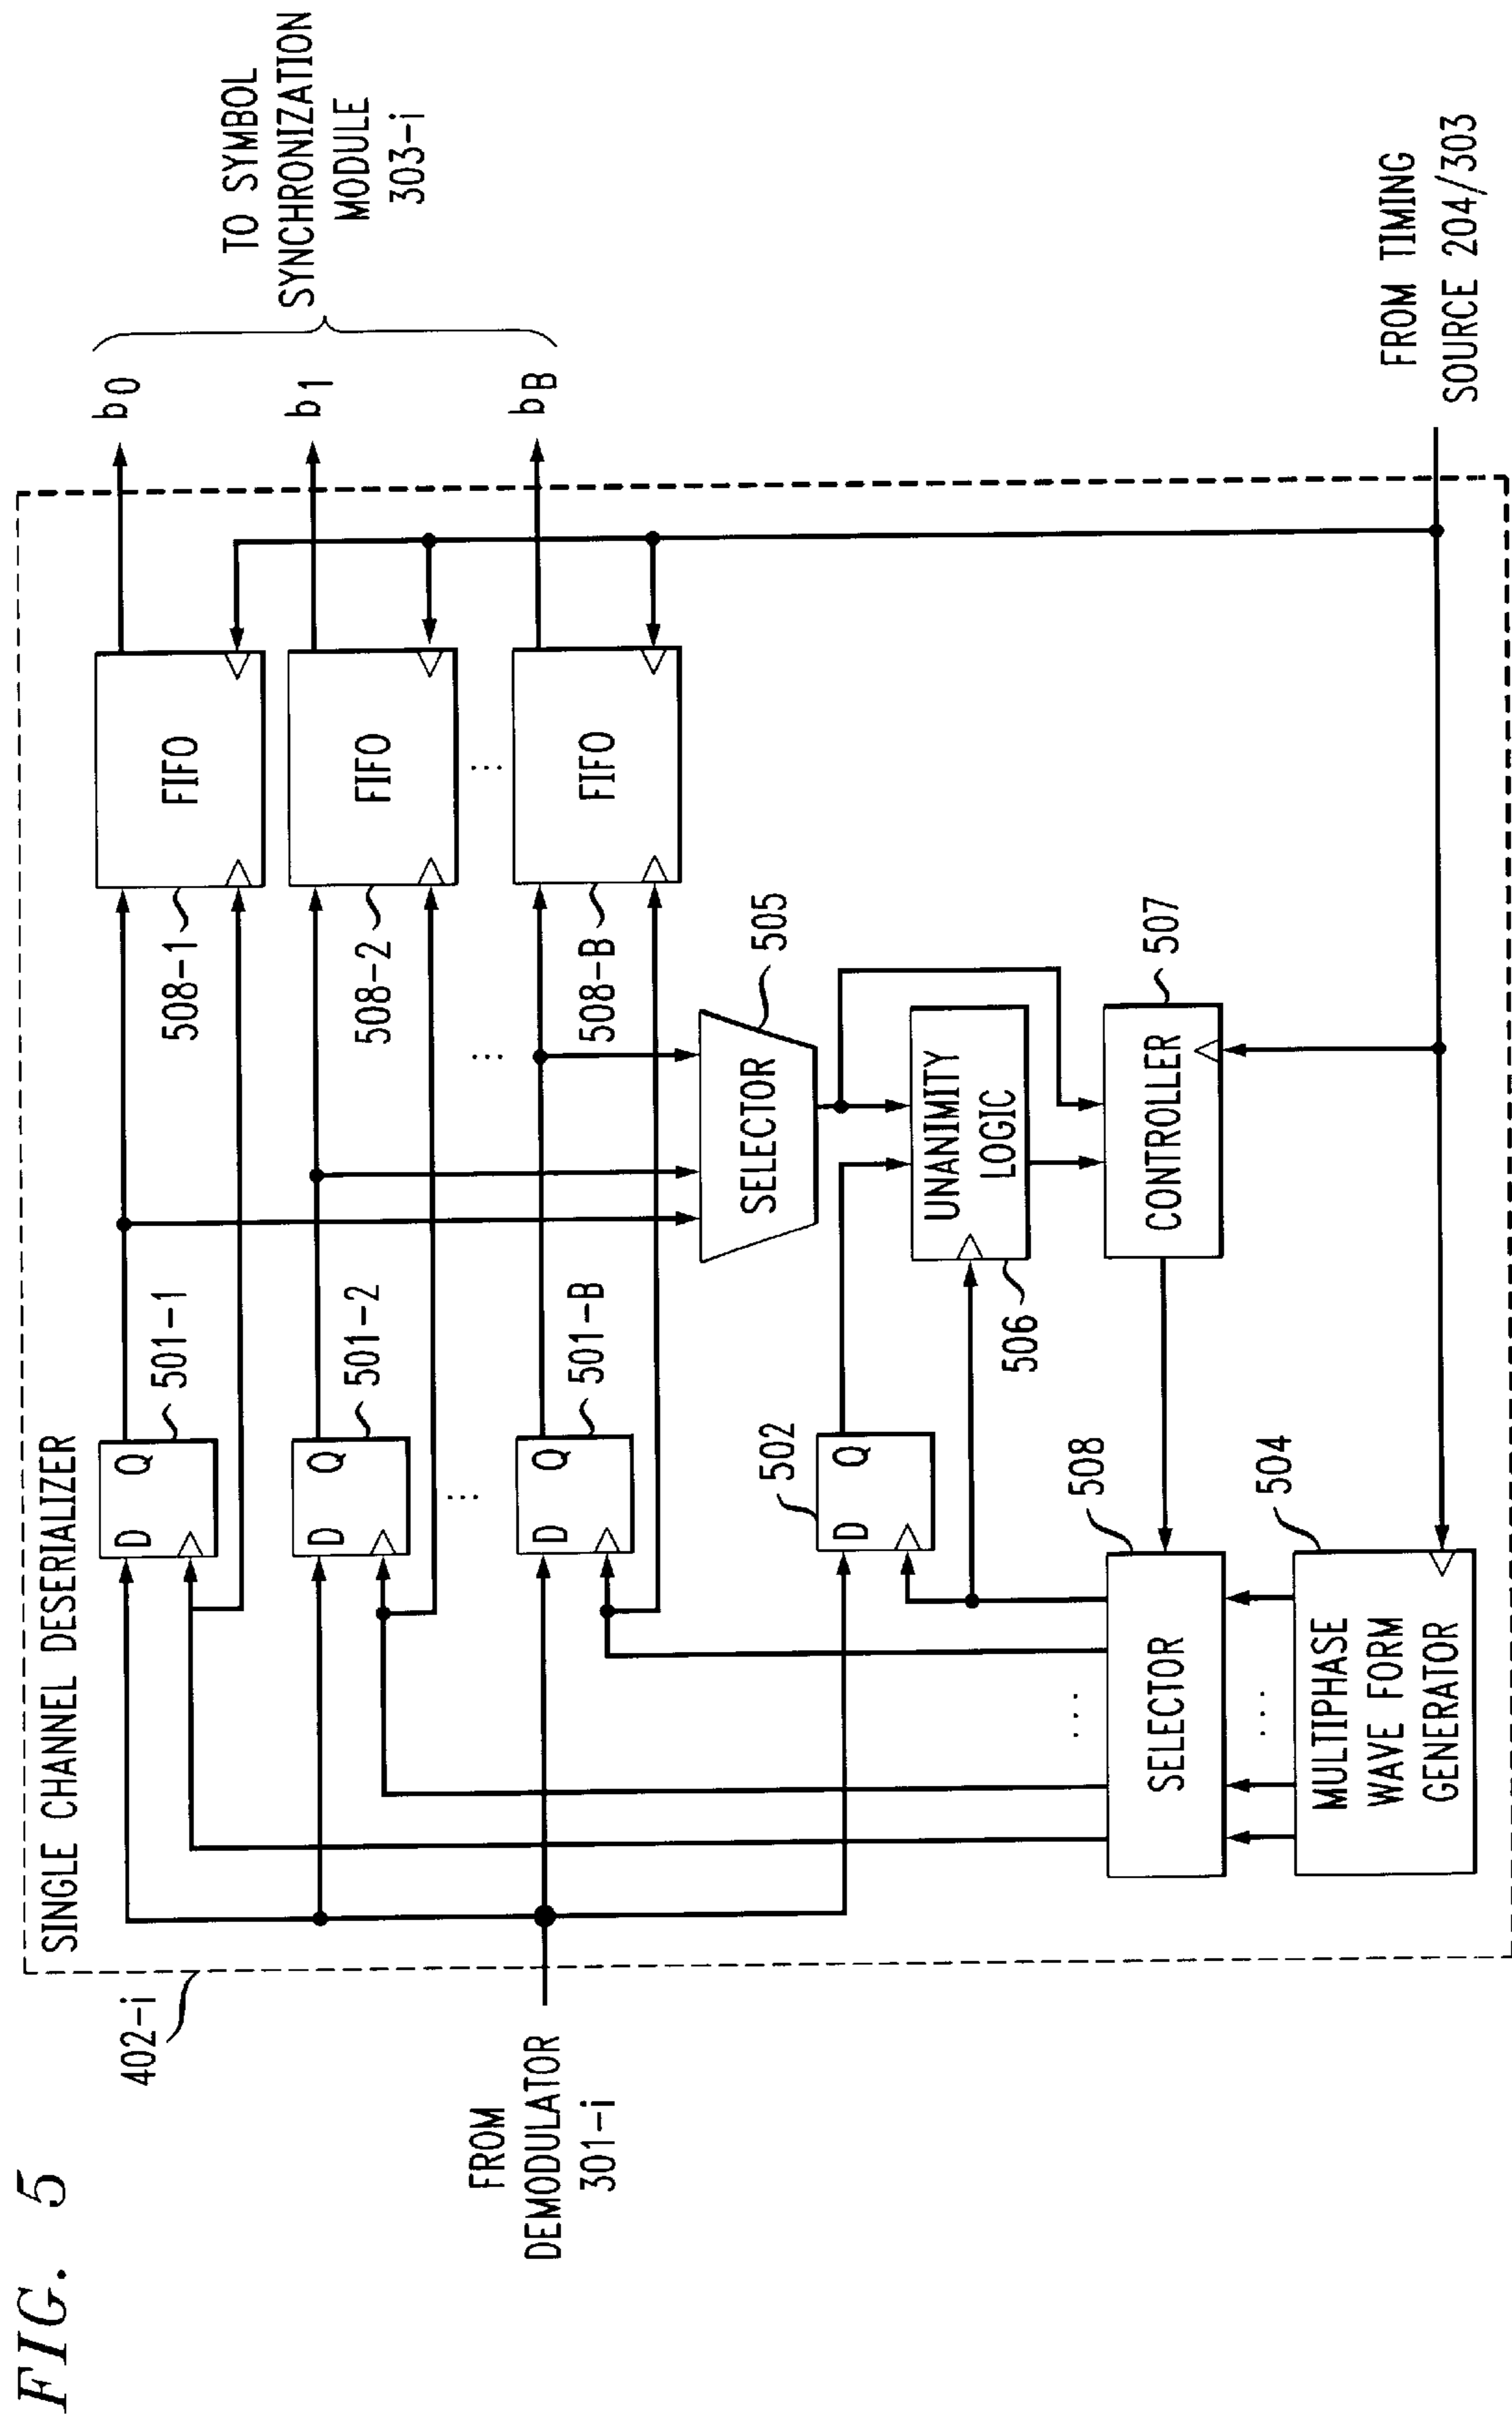 FIG. 5
402-i
SINGLE CHANNEL DESERIALIZER
FROM
DEMODULATOR
301-i
D Q
501-1
D Q
501-2
...
D Q
501-B
502
D Q
FIFO
508-1
FIFO
508-2
...
...
FIFO
508-B
b0
b1
bB
TO SYMBOL
SYNCHRONIZATION
MODULE
303-i
SELECTOR
505
UNANIMITY
LOGIC
506
CONTROLLER
507
...
SELECTOR
508
...
MULTIPHASE
WAVE FORM
GENERATOR
504
FROM TIMING
SOURCE 204/303